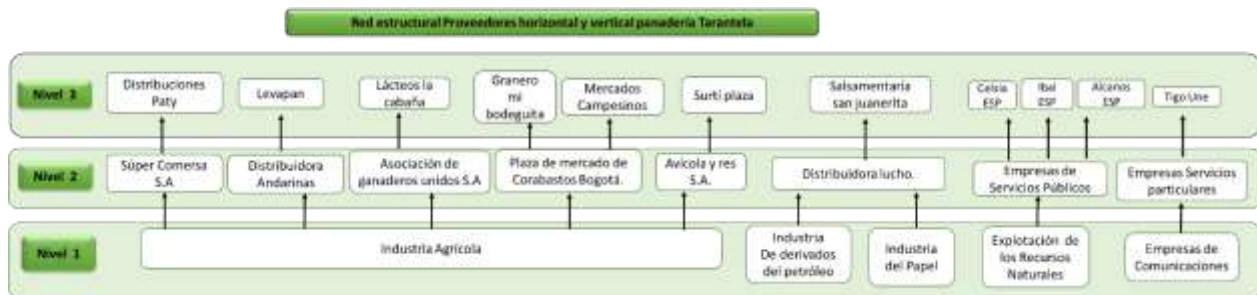 Red estructural Proveedores horizontal y vertical panadería Tarantela
Nivel 3
Distribuciones
Paty
Levapan
Lácteos la
cabaña
Granero
mi
bodeguita
Mercados
Campesinos
Surti plaza
Salsamentaría
san juanerita
Celsia
ESP
Ibal
ESP
Alcanos
ESP
Tigo Une
Nivel 2
Súper Comersa
S.A
Distribuidora
Andarinas
Asociación de
ganaderos unidos S.A
Plaza de mercado de
Corabastos Bogotá.
Avícola y res
S.A.
Distribuidora lucho.
Empresas de
Servicios Públicos
Empresas Servicios
particulares
Nivel 1
Industria Agrícola
Industria
De derivados
del petróleo
Industria
del Papel
Explotación de
los Recursos
Naturales
Empresas de
Comunicaciones